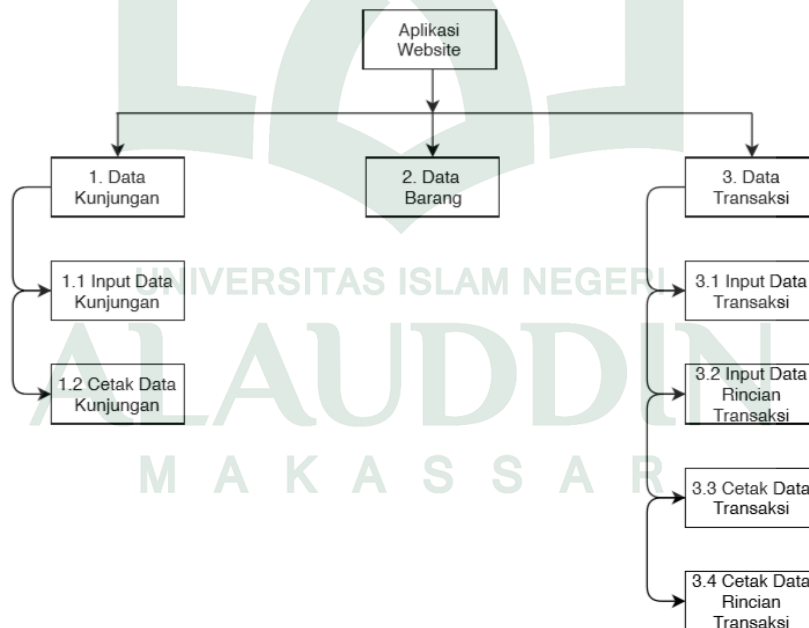 Aplikasi
Website
1. Data
Kunjungan
2. Data
Barang
3. Data
Transaksi
1.1 Input Data
Kunjungan
3.1 Input Data
Transaksi
UNIVERSITAS ISLAM NEGERI
1.2 Cetak Data
Kunjungan
3.2 Input Data
Rincian
Transaksi
ALAUDDIN
MAKASSAR
3.3 Cetak Data
Transaksi
3.4 Cetak Data
Rincian
Transaksi